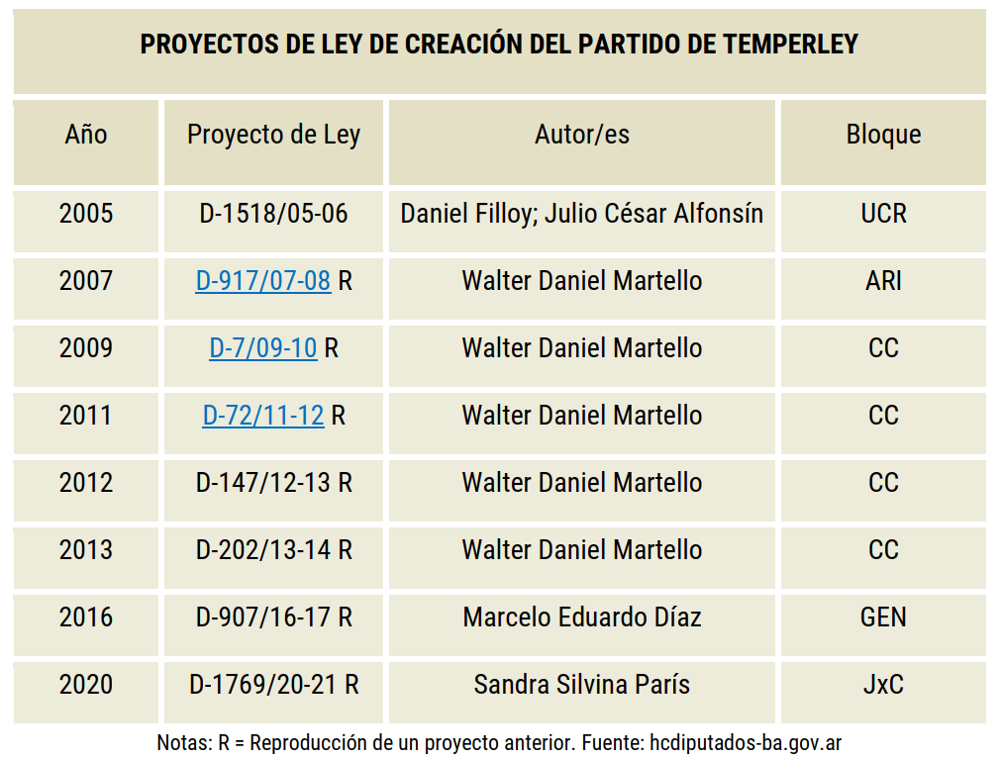 PROYECTOS DE LEY DE CREACIÓN DEL PARTIDO DE TEMPERLEY
Año Proyecto de Ley Autor/es Bloque
2005 D-1518/05-06 Daniel Filloy; Julio César Alfonsín UCR
2007 D-917/07-08 R Walter Daniel Martello ARI
2009 D-7/09-10 R Walter Daniel Martello CC
2011 D-72/11-12 R Walter Daniel Martello CC
2012 D-147/12-13 R Walter Daniel Martello CC
2013 D-202/13-14 R Walter Daniel Martello CC
2016 D-907/16-17 R Marcelo Eduardo Díaz GEN
2020 D-1769/20-21 R Sandra Silvina París JxC
Notas: R = Reproducción de un proyecto anterior. Fuente: hcdiputados-ba.gov.ar